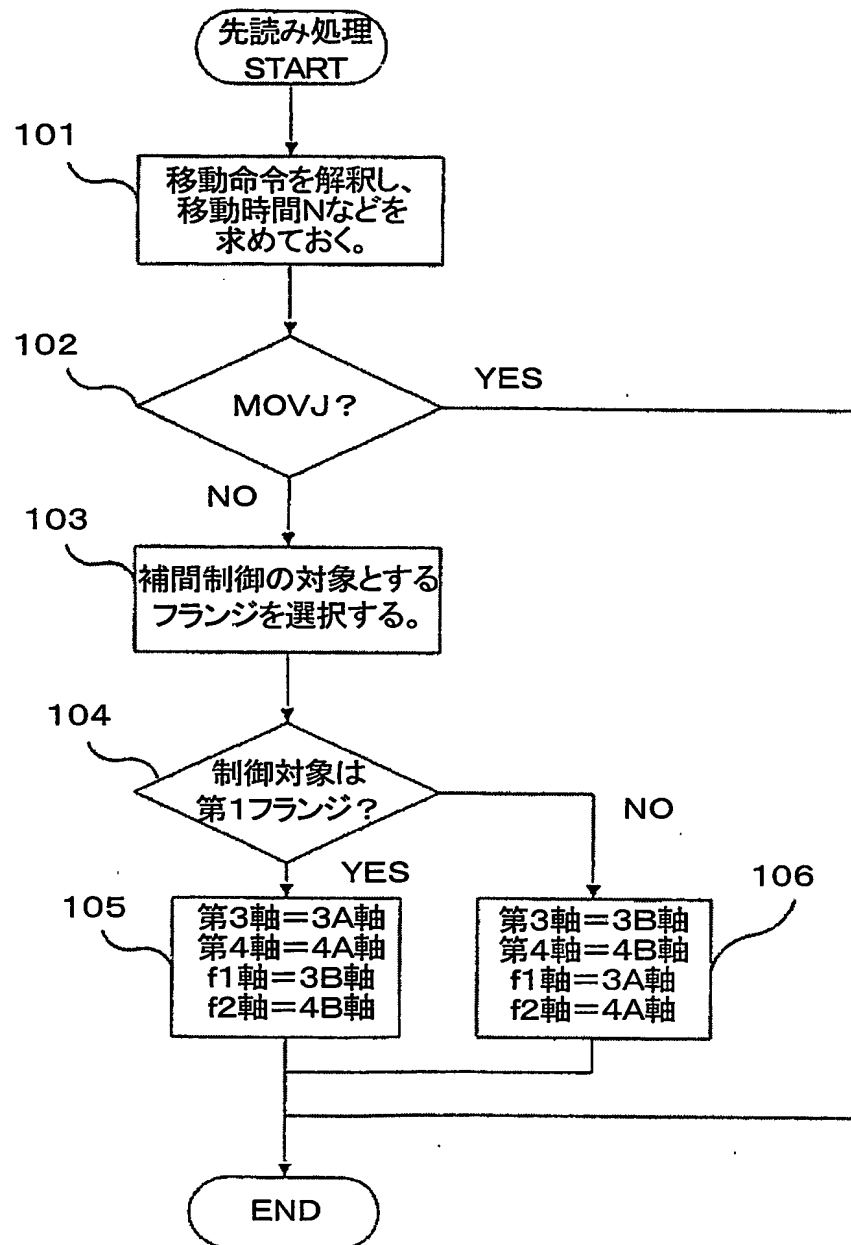 先読み処理
START
101
移動命令を解釈し、
移動時間Nなどを
求めておく。
102
MOVJ?
YES
NO
103
補間制御の対象とする
フランジを選択する。
104
制御対象は
第1フランジ?
NO
YES
105
第3軸=3A軸
第4軸=4A軸
f1軸=3B軸
f2軸=4B軸
106
第3軸=3B軸
第4軸=4B軸
f1軸=3A軸
f2軸=4A軸
END